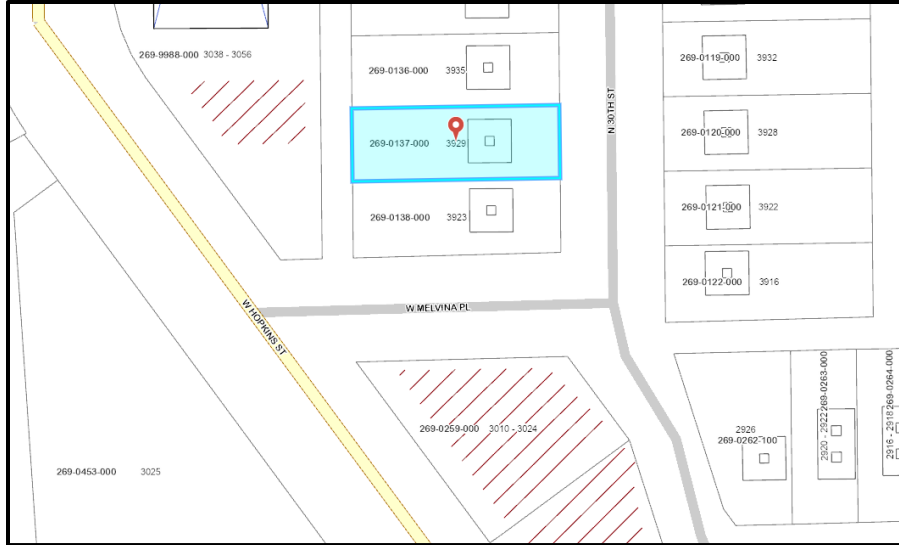 269-9988-000 3038 - 3056
269-0136-000 3935
269-0137-000 3929
269-0138-000 3923
N 30TH ST
269-0119-000 3932
269-0120-000 3928
269-0121-000 3922
269-0122-000 3916
W MELVINA PL
W HOPKINS ST
269-0259-000 3010 - 3024
269-0453-000 3025
2926
269-0262-100
2920 - 2922
269-0263-000
2916 - 2918
269-0264-000